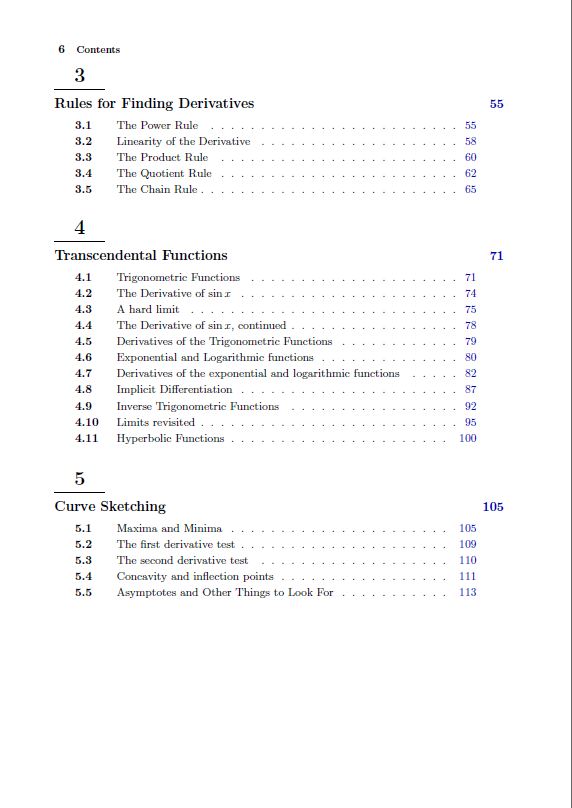 6 Contents
3
Rules for Finding Derivatives 55
3.1 The Power Rule . . . . . . . . . . . . . . . . . . . . . . . . . 55
3.2 Linearity of the Derivative . . . . . . . . . . . . . . . . . . . . 58
3.3 The Product Rule . . . . . . . . . . . . . . . . . . . . . . . . 60
3.4 The Quotient Rule . . . . . . . . . . . . . . . . . . . . . . . . 62
3.5 The Chain Rule . . . . . . . . . . . . . . . . . . . . . . . . . . 65
4
Transcendental Functions 71
4.1 Trigonometric Functions . . . . . . . . . . . . . . . . . . . . . 71
4.2 The Derivative of sin x . . . . . . . . . . . . . . . . . . . . . . 74
4.3 A hard limit . . . . . . . . . . . . . . . . . . . . . . . . . . . 75
4.4 The Derivative of sin x, continued . . . . . . . . . . . . . . . . . 78
4.5 Derivatives of the Trigonometric Functions . . . . . . . . . . . . 79
4.6 Exponential and Logarithmic functions . . . . . . . . . . . . . . 80
4.7 Derivatives of the exponential and logarithmic functions . . . . . 82
4.8 Implicit Differentiation . . . . . . . . . . . . . . . . . . . . . . 87
4.9 Inverse Trigonometric Functions . . . . . . . . . . . . . . . . . 92
4.10 Limits revisited . . . . . . . . . . . . . . . . . . . . . . . . . . 95
4.11 Hyperbolic Functions . . . . . . . . . . . . . . . . . . . . . . 100
5
Curve Sketching 105
5.1 Maxima and Minima . . . . . . . . . . . . . . . . . . . . . . 105
5.2 The first derivative test . . . . . . . . . . . . . . . . . . . . . 109
5.3 The second derivative test . . . . . . . . . . . . . . . . . . . 110
5.4 Concavity and inflection points . . . . . . . . . . . . . . . . . 111
5.5 Asymptotes and Other Things to Look For . . . . . . . . . . . 113